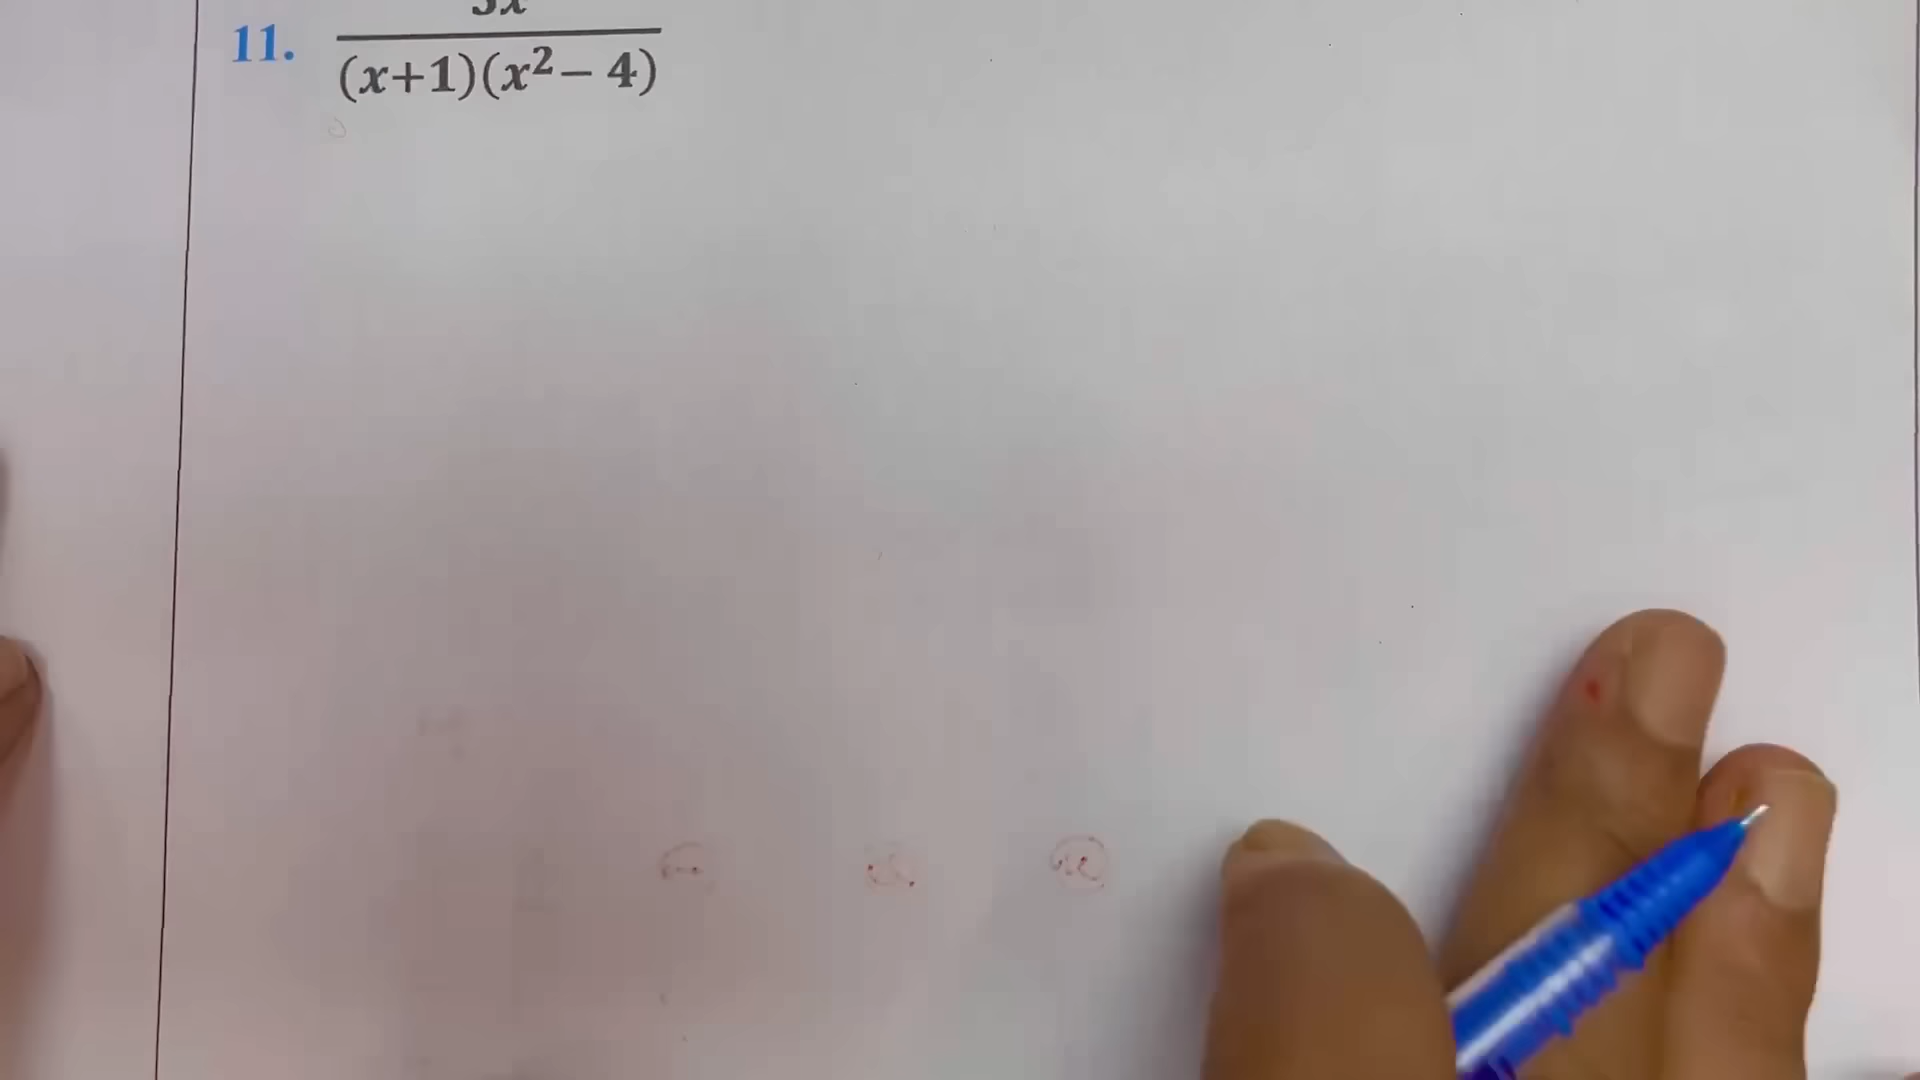 11. x
(x+1)(x²– 4)